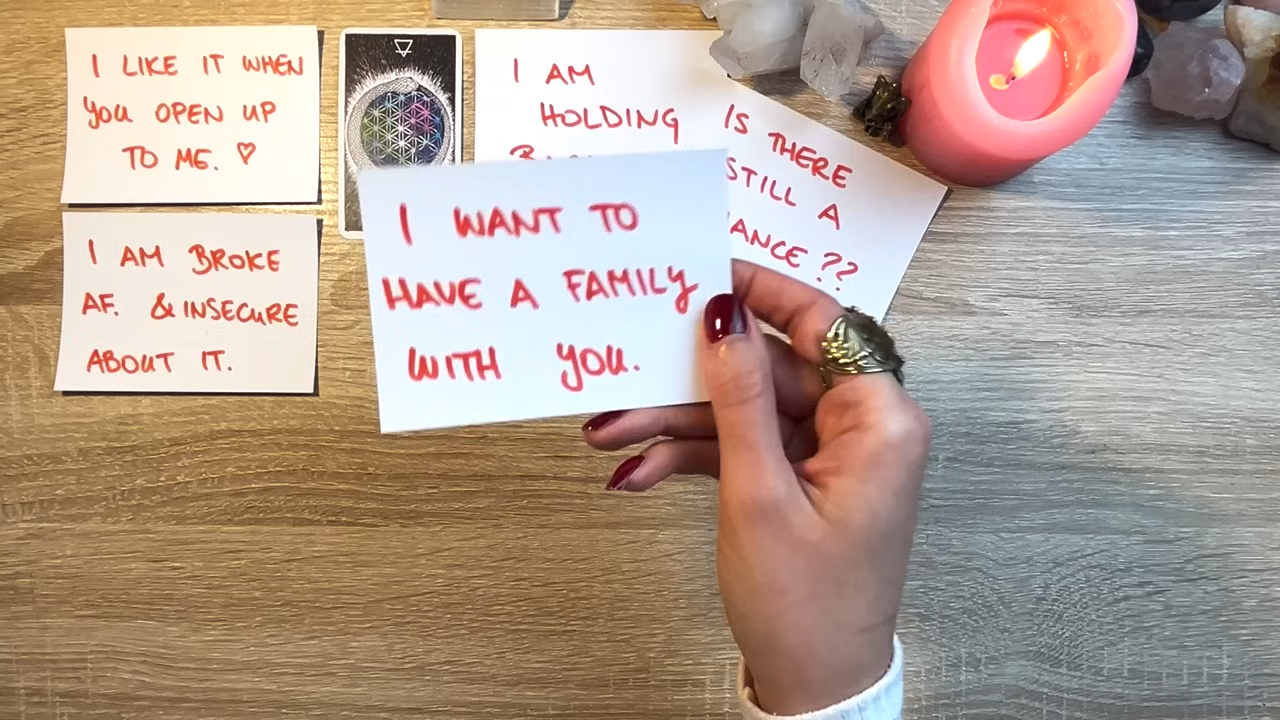 I LIKE IT WHEN
you OPEN UP
TO ME. ♡
I AM BROKE
AF. & INSECURE
ABOUT IT.
I AM
HOLDING
IS THERE
STILL A
??
I WANT TO
HAVE A FAMILY
WITH you.